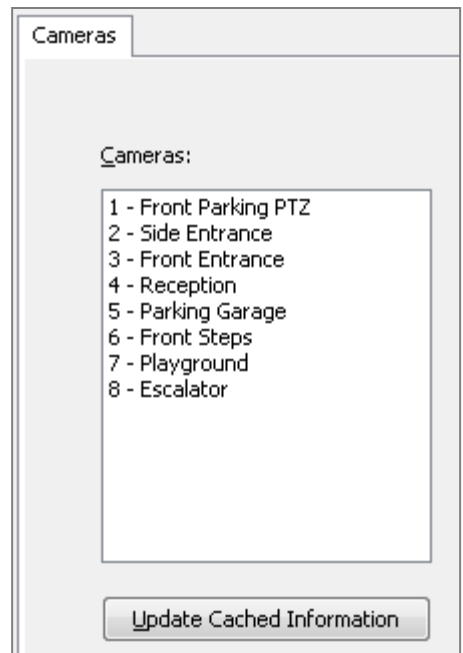 Cameras
Cameras:
1 - Front Parking PTZ
2 - Side Entrance
3 - Front Entrance
4 - Reception
5 - Parking Garage
6 - Front Steps
7 - Playground
8 - Escalator
Update Cached Information